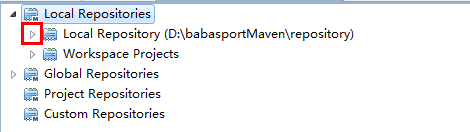 Local Repositories
Local Repository (D:\babasportMaven\repository)
Workspace Projects
Global Repositories
Project Repositories
Custom Repositories